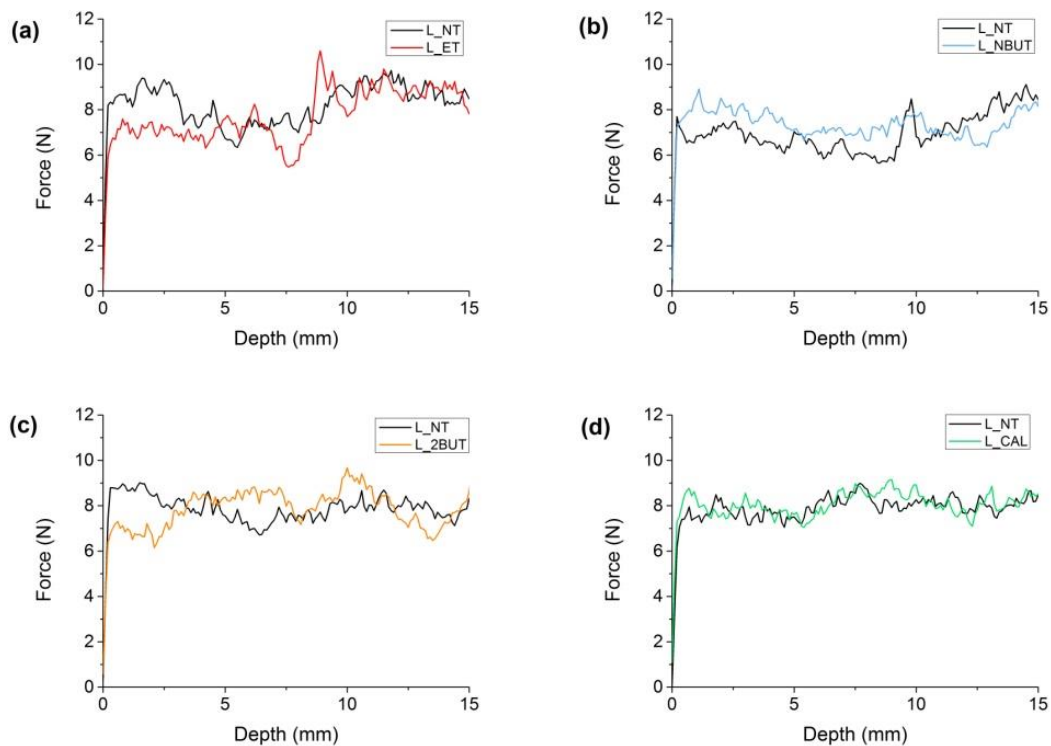 (a)
12
10
8
6
4
2
0
Force (N)
L_NT
L_ET
0
5
10
15
Depth (mm)
(b)
12
10
8
6
4
2
0
Force (N)
L_NT
L_NBUT
0
5
10
15
Depth (mm)
(c)
12
10
8
6
4
2
0
Force (N)
L_NT
L_2BUT
0
5
10
15
Depth (mm)
(d)
12
10
8
6
4
2
0
Force (N)
L_NT
L_CAL
0
5
10
15
Depth (mm)